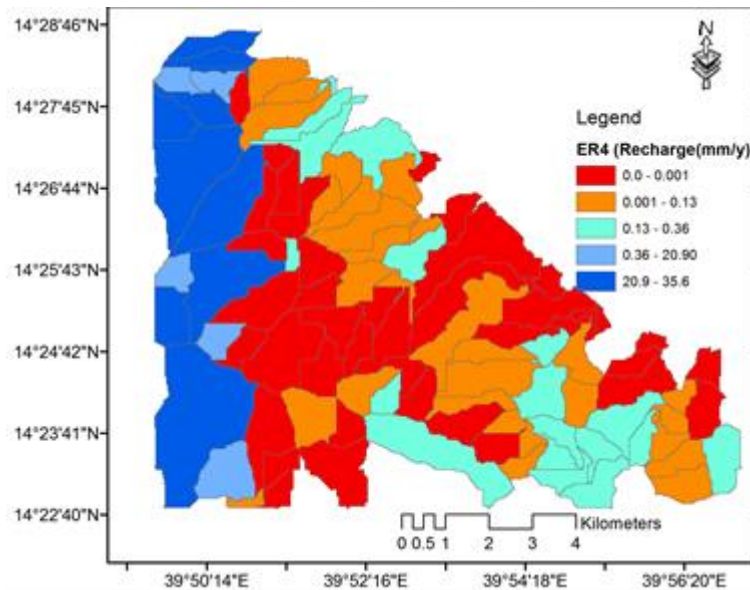 14°28'46"N
14°27'45"N
14°26'44"N
14°25'43"N
14°24'42"N
14°23'41"N
14°22'40"N
N
Legend
ER4 (Recharge(mm/y)
0.0 - 0.001
0.001 - 0.13
0.13 - 0.36
0.36 - 20.90
20.9 - 35.6
Kilometers
0 0.5 1 2 3 4
39°50'14"E 39°52'16"E 39°54'18"E 39°56'20"E